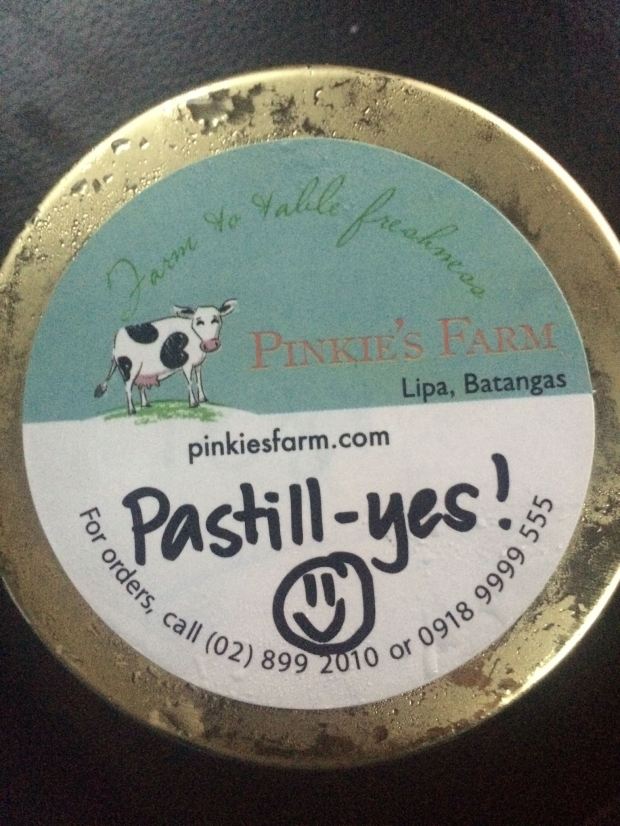 Farm to table freshness
PINKIE'S FARM
Lipa, Batangas
pinkiesfarm.com
Pastill-yes!
For orders, call (02) 899 2010 or 0918 9999 555